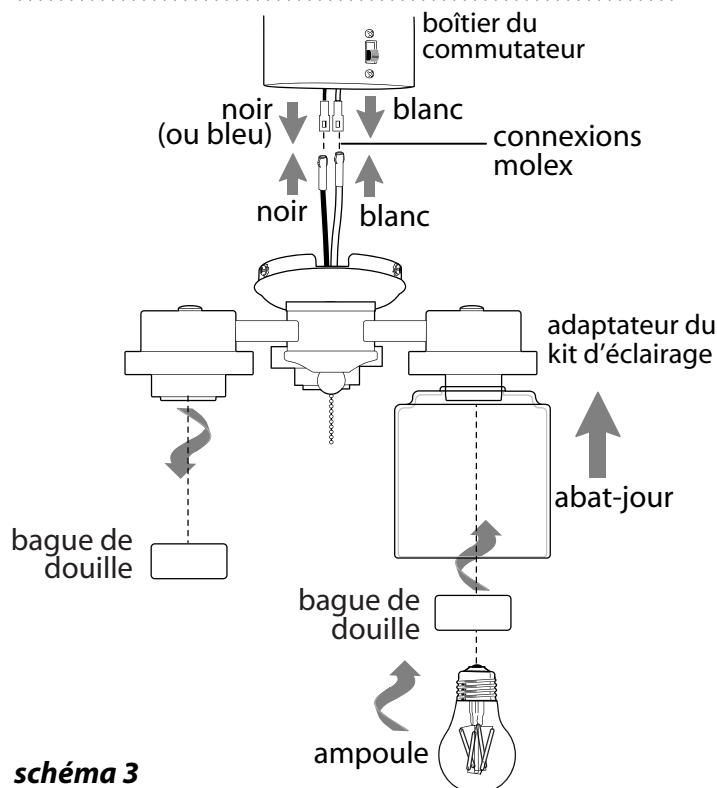 boîtier du
commutateur
noir
(ou bleu)
blanc
connexions
molex
noir
blanc
adaptateur du
kit d'éclairage
abat-jour
bague de
douille
bague de
douille
ampoule
schéma 3